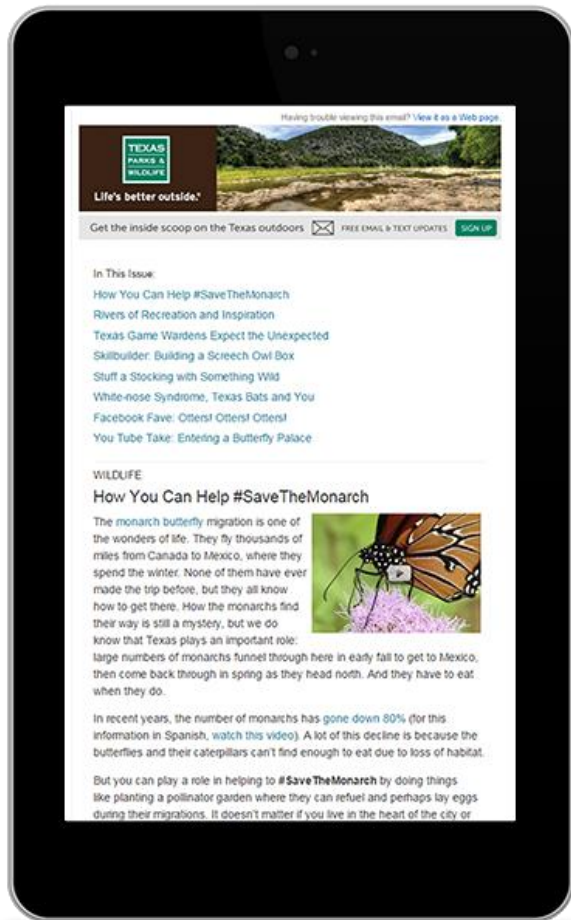 Having trouble viewing this email? View it as a Web page.
TEXAS
PARKS &
WILDLIFE
Life's better outside.®
Get the inside scoop on the Texas outdoors FREE EMAIL & TEXT UPDATES SIGN UP
In This Issue:
How You Can Help #SaveTheMonarch
Rivers of Recreation and Inspiration
Texas Game Wardens Expect the Unexpected
Skillbuilder: Building a Screech Owl Box
Stuff a Stocking with Something Wild
White-nose Syndrome, Texas Bats and You
Facebook Fave: Otters! Otters! Otters!
You Tube Take: Entering a Butterfly Palace
WILDLIFE
How You Can Help #SaveTheMonarch
The monarch butterfly migration is one of
the wonders of life. They fly thousands of
miles from Canada to Mexico, where they
spend the winter. None of them have ever
made the trip before, but they all know
how to get there. How the monarchs find
their way is still a mystery, but we do
know that Texas plays an important role:
large numbers of monarchs funnel through here in early fall to get to Mexico,
then come back through in spring as they head north. And they have to eat
when they do.
In recent years, the number of monarchs has gone down 80% (for this
information in Spanish, watch this video). A lot of this decline is because the
butterflies and their caterpillars can't find enough to eat due to loss of habitat.
But you can play a role in helping to #SaveTheMonarch by doing things
like planting a pollinator garden where they can refuel and perhaps lay eggs
during their migrations. It doesn't matter if you live in the heart of the city or